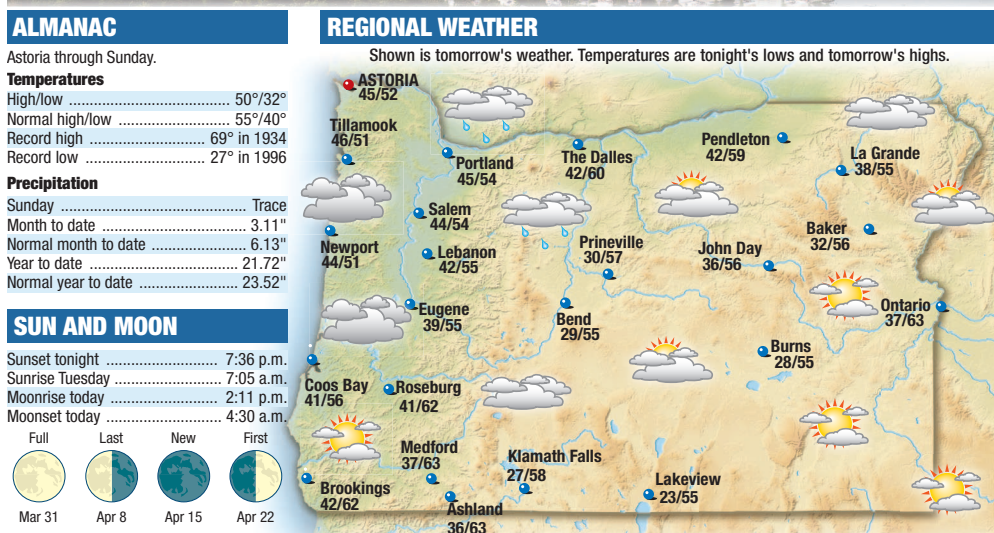 ALMANAC
Astoria through Sunday.
Temperatures
High/low ........................................ 50°/32°
Normal high/low ............................ 55°/40°
Record high ................................... 69° in 1934
Record low .................................... 27° in 1996
Precipitation
Sunday ............................................... Trace
Month to date ..................................... 3.11"
Normal month to date ....................... 6.13"
Year to date ....................................... 21.72"
Normal year to date ......................... 23.52"
SUN AND MOON
Sunset tonight .............................. 7:36 p.m.
Sunrise Tuesday ........................... 7:05 a.m.
Moonrise today ............................ 2:11 p.m.
Moonset today ............................. 4:30 a.m.
Full Last New First
Mar 31 Apr 8 Apr 15 Apr 22
REGIONAL WEATHER
Shown is tomorrow's weather. Temperatures are tonight's lows and tomorrow's highs.
ASTORIA
45/52
Tillamook
46/51
Portland
45/54
The Dalles
42/60
Pendleton
42/59
La Grande
38/55
Salem
44/54
Newport
44/51
Lebanon
42/55
Prineville
30/57
John Day
36/56
Baker
32/56
Eugene
39/55
Bend
29/55
Ontario
37/63
Burns
28/55
Coos Bay
41/56
Roseburg
41/62
Medford
37/63
Klamath Falls
27/58
Lakeview
23/55
Brookings
42/62
Ashland
36/63